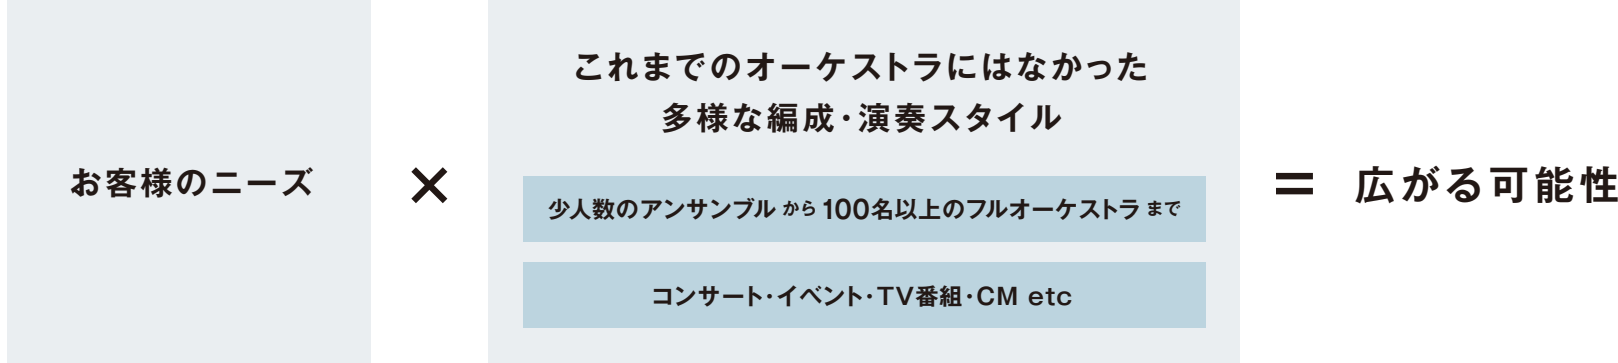 お客様のニーズ
×
これまでのオーケストラにはなかった
多様な編成・演奏スタイル
少人数のアンサンブル から 100名以上のフルオーケストラ まで
コンサート・イベント・TV番組・CM etc
=
広がる可能性